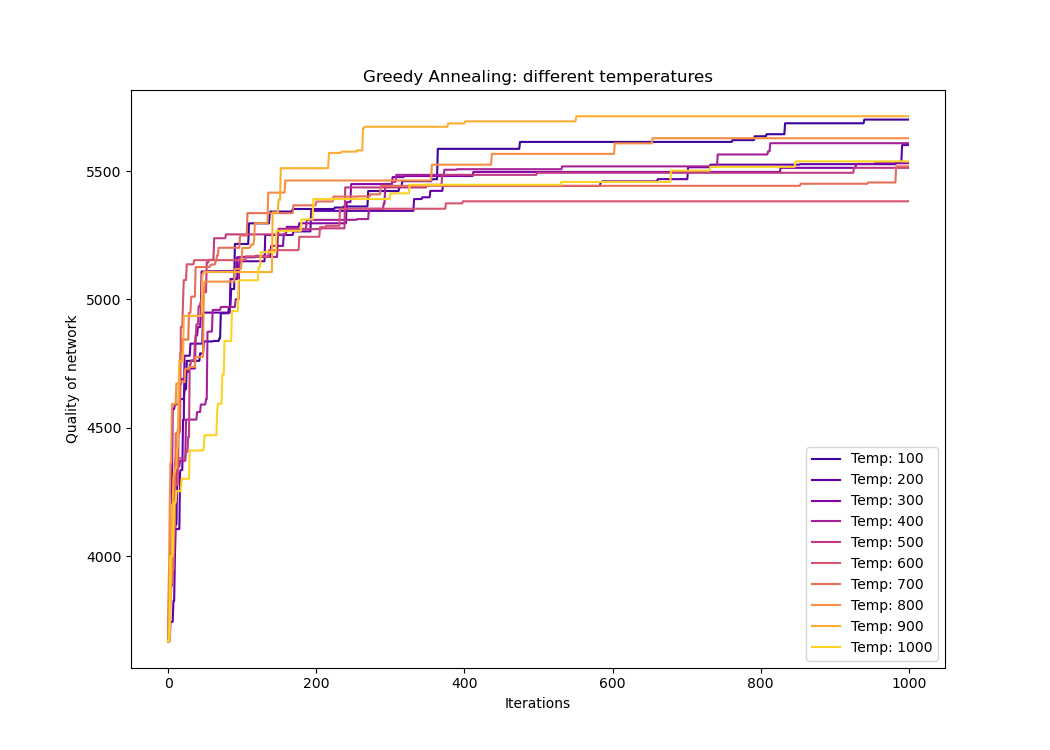 Greedy Annealing: different temperatures
Quality of network
5500
5000
4500
4000
0 200 400 600 800 1000
Iterations
Temp: 100
Temp: 200
Temp: 300
Temp: 400
Temp: 500
Temp: 600
Temp: 700
Temp: 800
Temp: 900
Temp: 1000